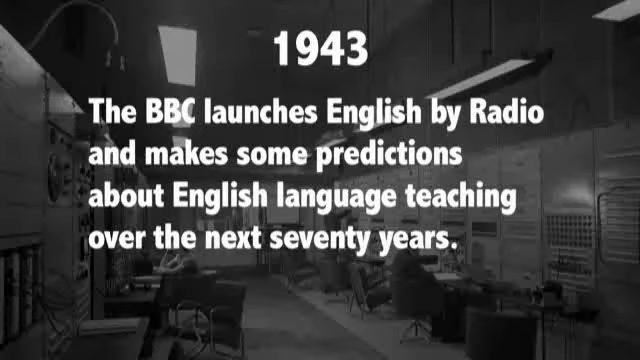 1943
The BBC launches English by Radio
and makes some predictions
about English language teaching
over the next seventy years.